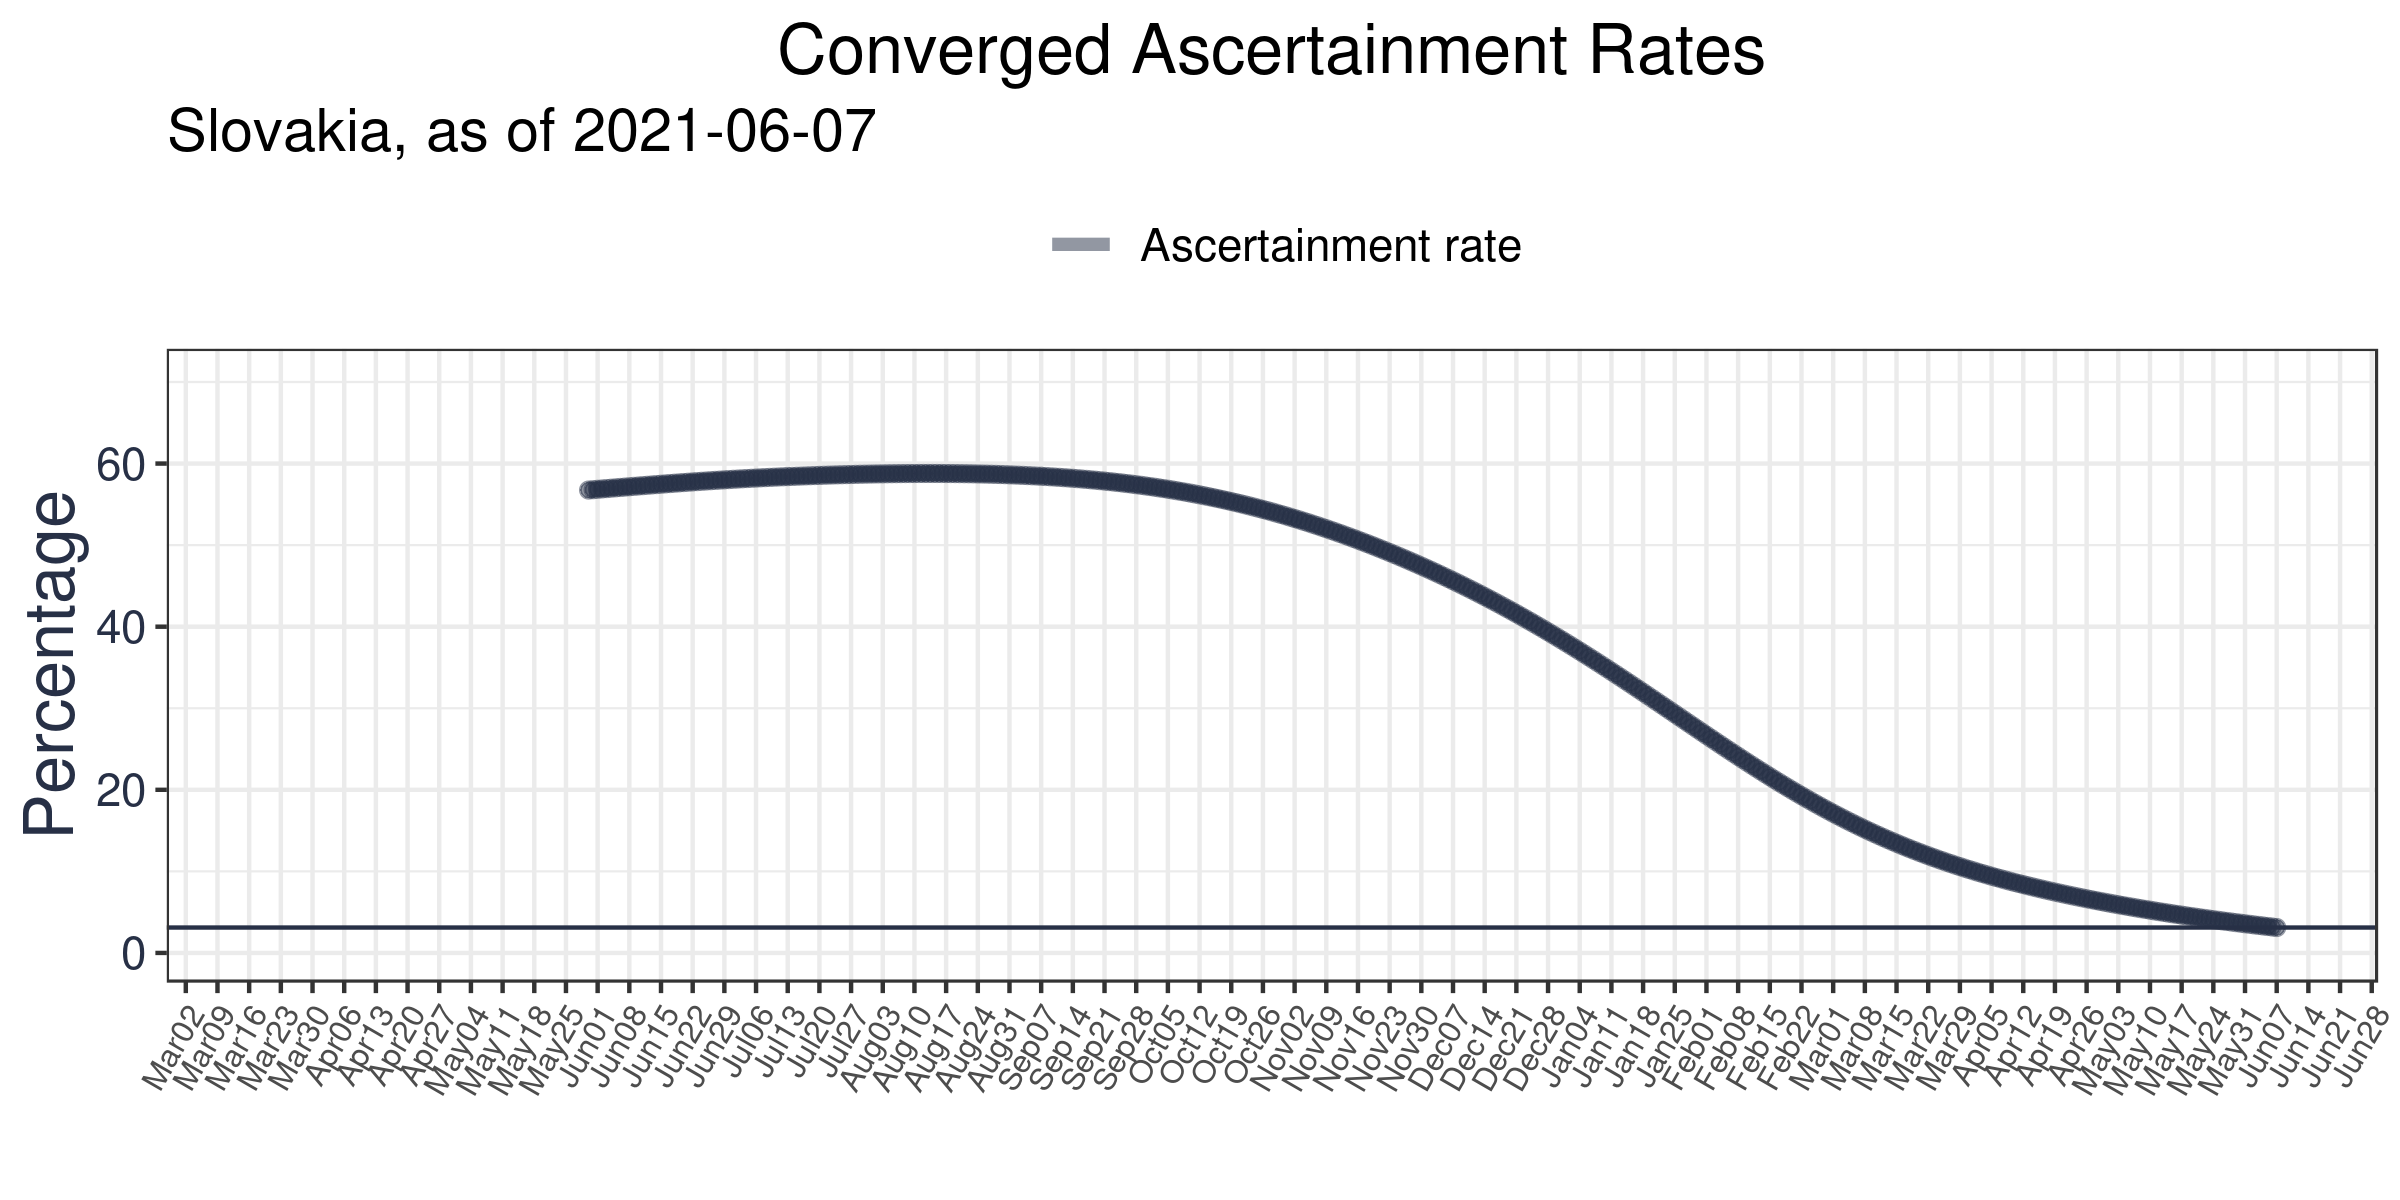 Converged Ascertainment Rates
Slovakia, as of 2021-06-07
Ascertainment rate
Percentage
60
40
20
0
Mar02 Mar09 Mar16 Mar23 Mar30 Apr06 Apr13 Apr20 Apr27 May04 May11 May18 May25 Jun01 Jun08 Jun15 Jun22 Jun29 Jul06 Jul13 Jul20 Jul27 Aug03 Aug10 Aug17 Aug24 Aug31 Sep07 Sep14 Sep21 Sep28 Oct05 Oct12 Oct19 Oct26 Nov02 Nov09 Nov16 Nov23 Nov30 Dec07 Dec14 Dec21 Dec28 Jan04 Jan11 Jan18 Jan25 Feb01 Feb08 Feb15 Feb22 Mar01 Mar08 Mar15 Mar22 Mar29 Apr05 Apr12 Apr19 Apr26 May03 May10 May17 May24 May31 Jun07 Jun14 Jun21 Jun28